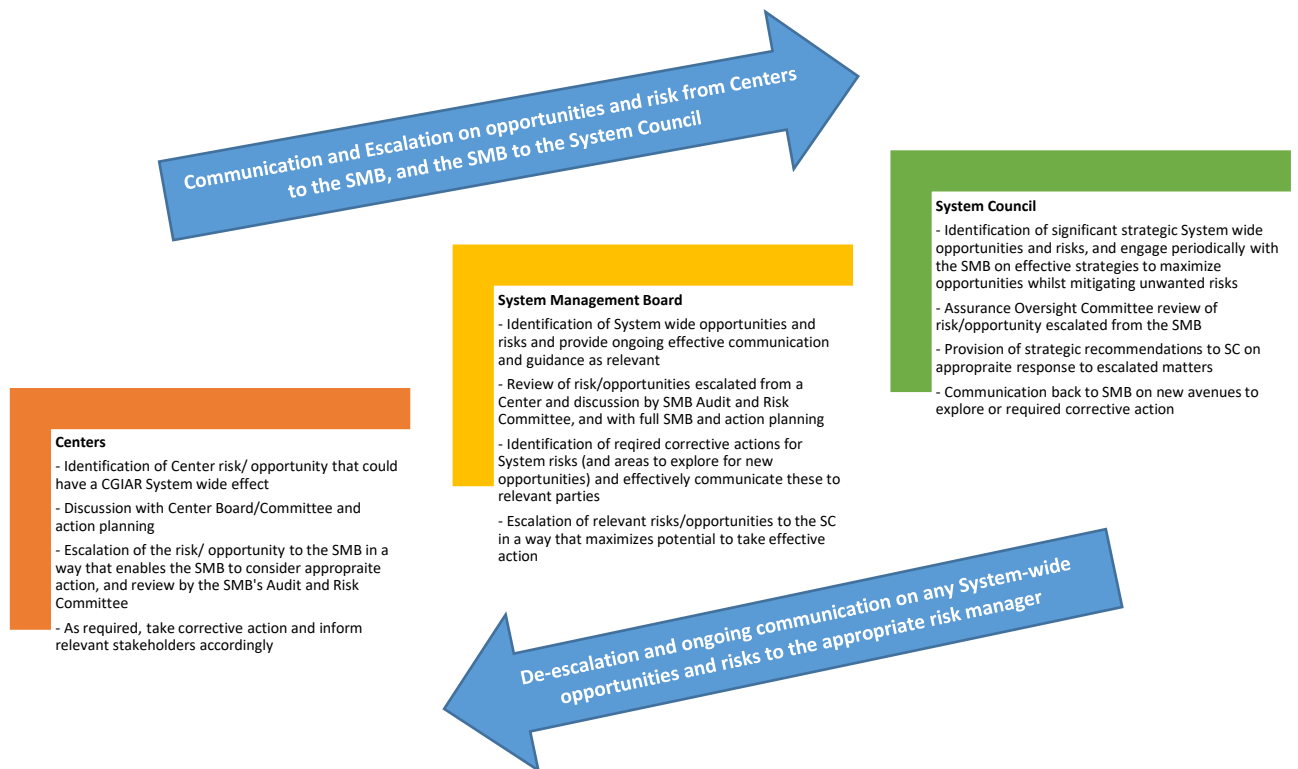 Communication and Escalation on opportunities and risk from Centers
to the SMB, and the SMB to the System Council
System Council
- Identification of significant strategic System wide
opportunities and risks, and engage periodically with
the SMB on effective strategies to maximize
opportunities whilst mitigating unwanted risks
- Assurance Oversight Committee review of
risk/opportunity escalated from the SMB
- Provision of strategic recommendations to SC on
appropraite response to escalated matters
- Communication back to SMB on new avenues to
explore or required corrective action
System Management Board
- Identification of System wide opportunities and
risks and provide ongoing effective communication
and guidance as relevant
- Review of risk/opportunities escalated from a
Center and discussion by SMB Audit and Risk
Committee, and with full SMB and action planning
- Identification of reqired corrective actions for
System risks (and areas to explore for new
opportunities) and effectively communicate these to
relevant parties
- Escalation of relevant risks/opportunities to the SC
in a way that maximizes potential to take effective
action
Centers
- Identification of Center risk/ opportunity that could
have a CGIAR System wide effect
- Discussion with Center Board/Committee and
action planning
- Escalation of the risk/ opportunity to the SMB in a
way that enables the SMB to consider appropraite
action, and review by the SMB's Audit and Risk
Committee
- As required, take corrective action and inform
relevant stakeholders accordingly
De-escalation and ongoing communication on any System-wide
opportunities and risks to the appropriate risk manager